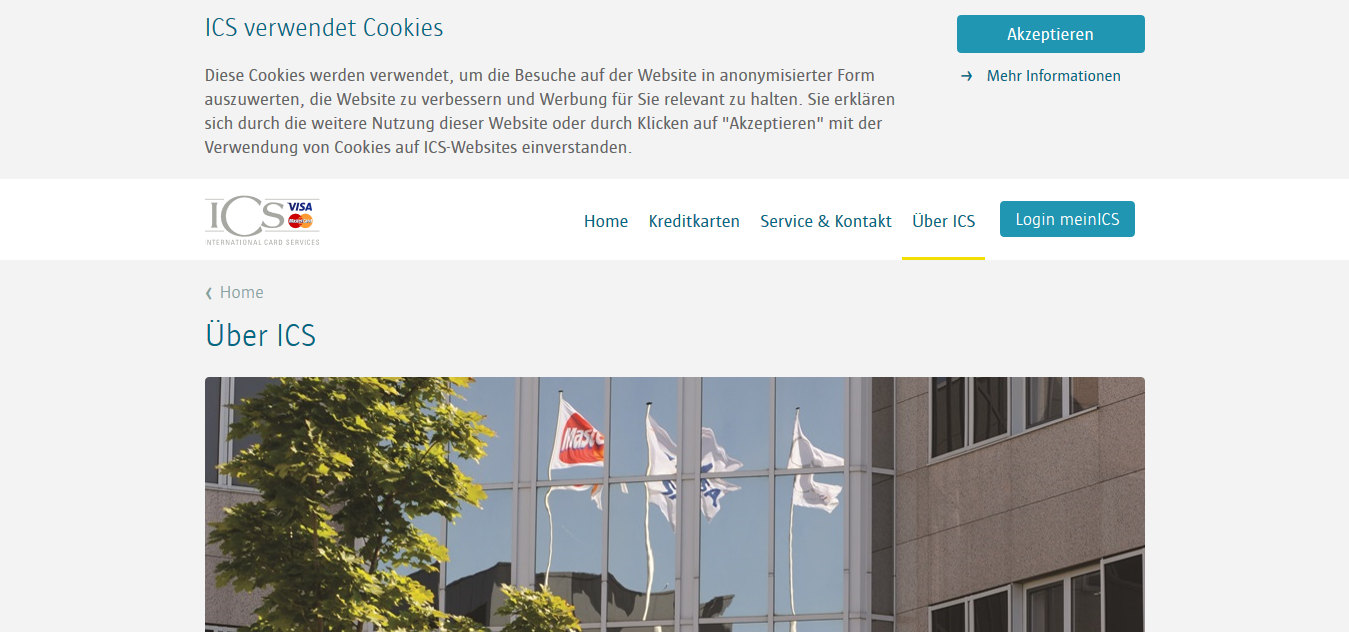 ICS verwendet Cookies
Akzeptieren
Mehr Informationen
Diese Cookies werden verwendet, um die Besuche auf der Website in anonymisierter Form
auszuwerten, die Website zu verbessern und Werbung für Sie relevant zu halten. Sie erklären
sich durch die weitere Nutzung dieser Website oder durch Klicken auf "Akzeptieren" mit der
Verwendung von Cookies auf ICS-Websites einverstanden.
ICS VISA
MasterCard
INTERNATIONAL CARD SERVICES
Home Kreditkarten Service & Kontakt Über ICS Login meinICS
Home
Über ICS
Maste